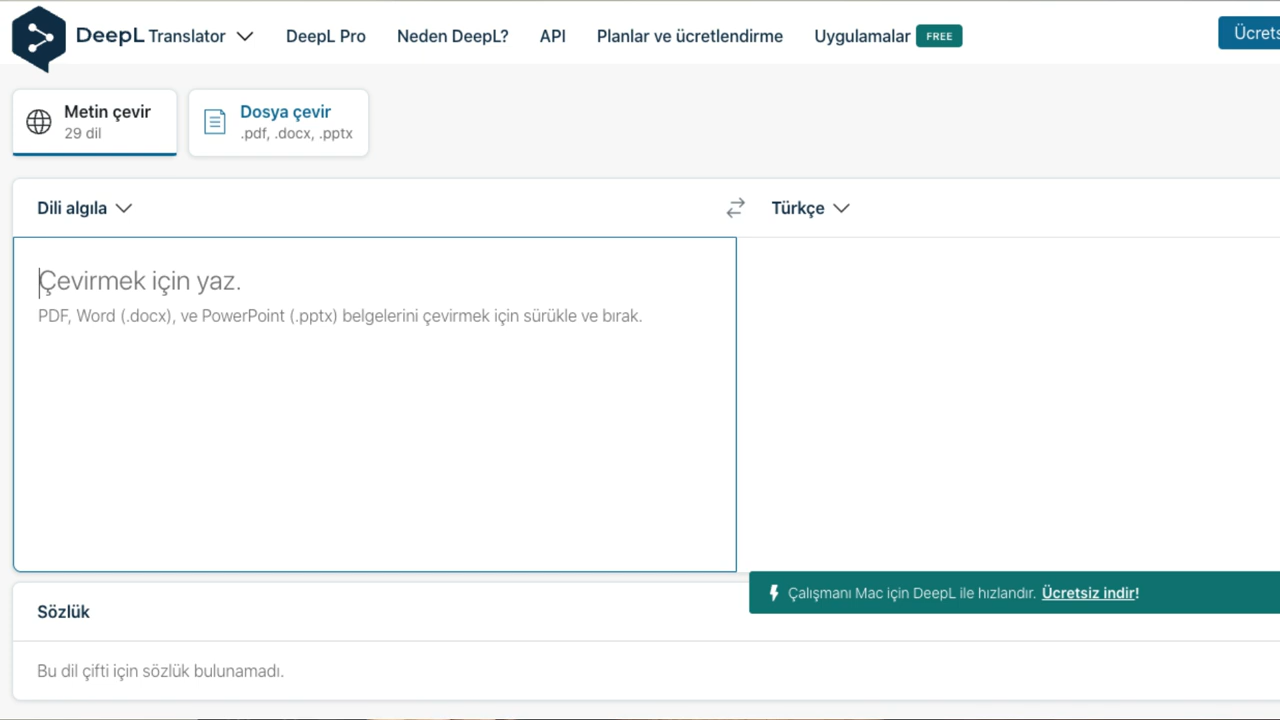 DeepL Translator DeepL Pro Neden DeepL? API Planlar ve ücretlendirme Uygulamalar FREE Ücrets
Metin çevir
29 dil
Dosya çevir
.pdf, .docx, .pptx
Dili algıla Türkçe
Çevirmek için yaz.
PDF, Word (.docx), ve PowerPoint (.pptx) belgelerini çevirmek için sürükle ve bırak.
Çalışmanı Mac için DeepL ile hızlandır. Ücretsiz indir!
Sözlük
Bu dil çifti için sözlük bulunamadı.